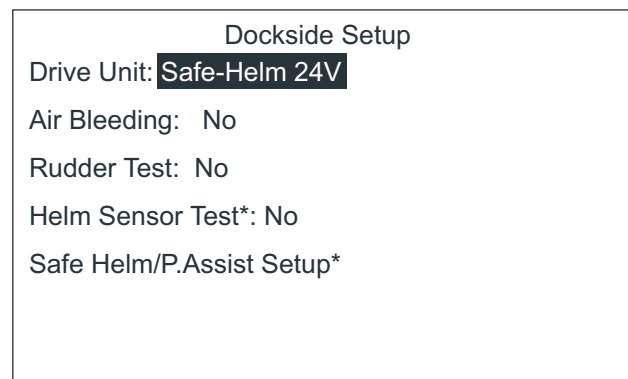 Dockside Setup
Drive Unit: Safe-Helm 24V
Air Bleeding: No
Rudder Test: No
Helm Sensor Test*: No
Safe Helm/P.Assist Setup*